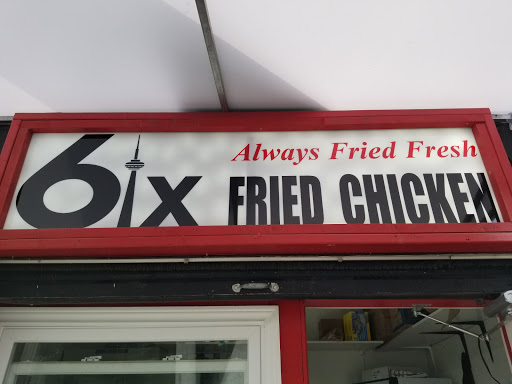 6ix
Always Fried Fresh
FRIED CHICKEN